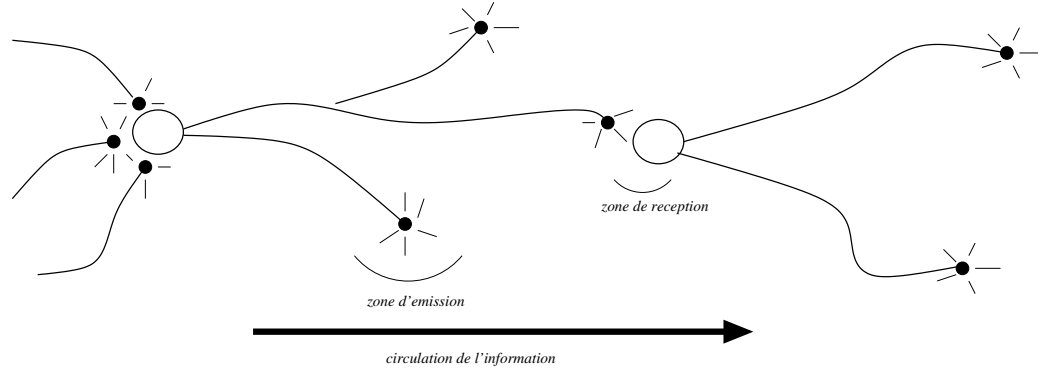 zone de reception
zone d'emission
circulation de l'information